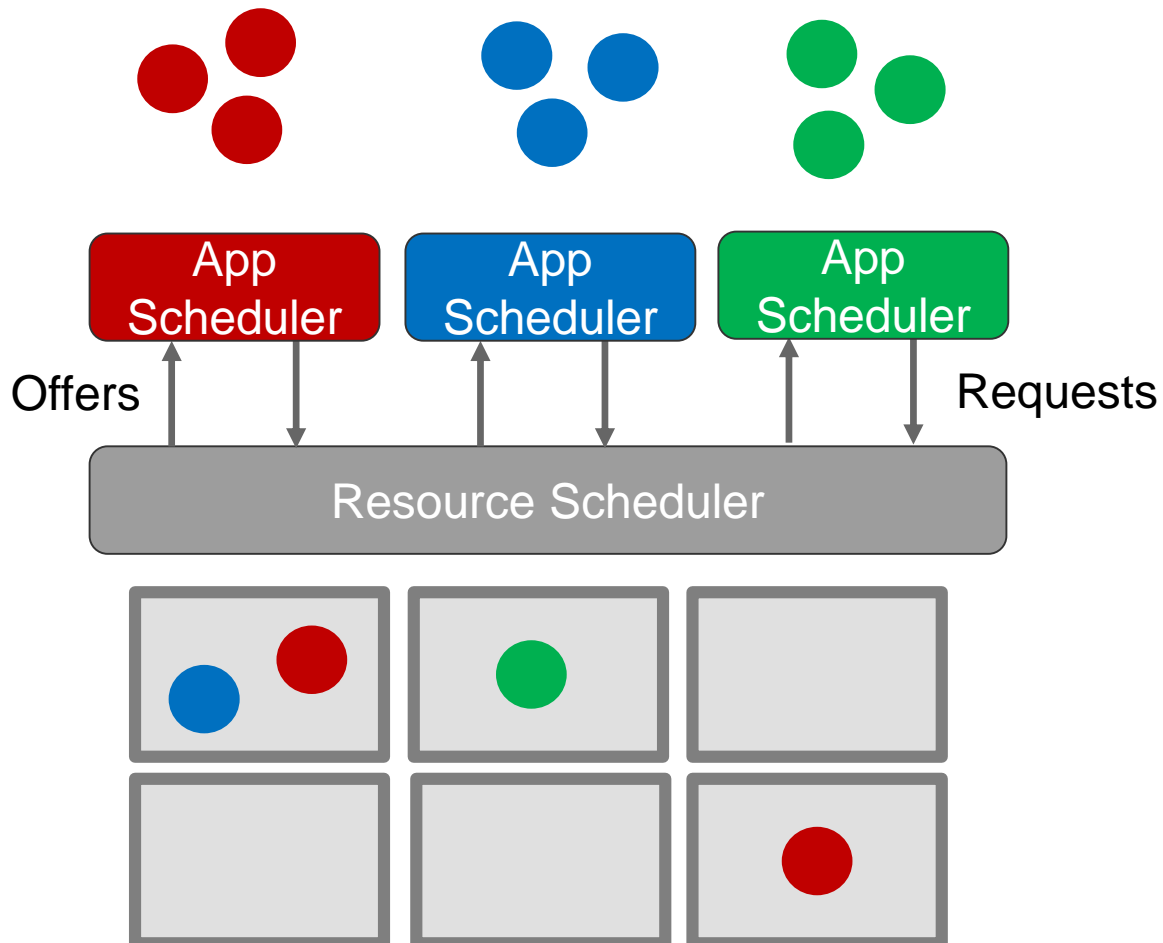 App
Scheduler
App
Scheduler
App
Scheduler
Offers
Requests
Resource Scheduler